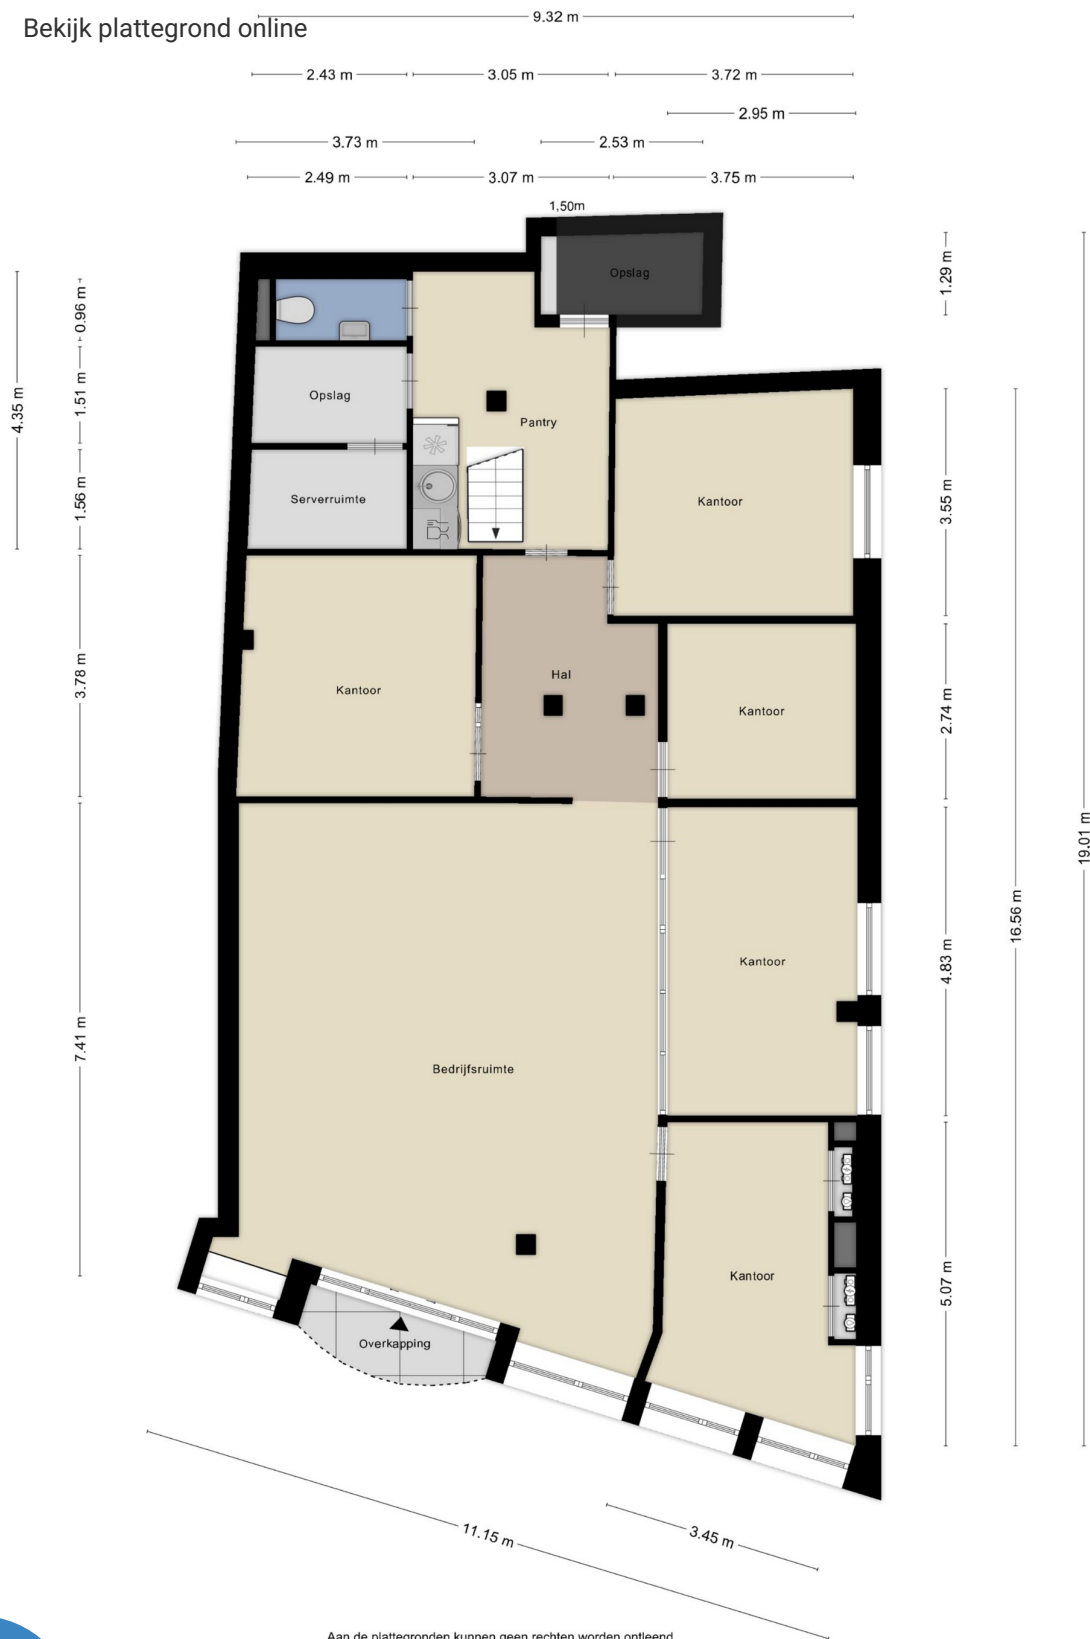 9.32 m
Bekijk plattegrond online
2.43 m
3.05 m
3.72 m
2.95 m
3.73 m
2.53 m
2.49 m
3.07 m
3.75 m
1,50m
Opslag
1.29 m
0.96 m
4.35 m
1.51 m
Opslag
Pantry
1.56 m
Serverruimte
Kantoor
3.55 m
3.78 m
Kantoor
Hal
Kantoor
2.74 m
19.01 m
16.56 m
Kantoor
4.83 m
7.41 m
Bedrijfsruimte
Kantoor
5.07 m
Overkapping
11.15 m
3.45 m
Aan de plattegronden kunnen geen rechten worden ontleend